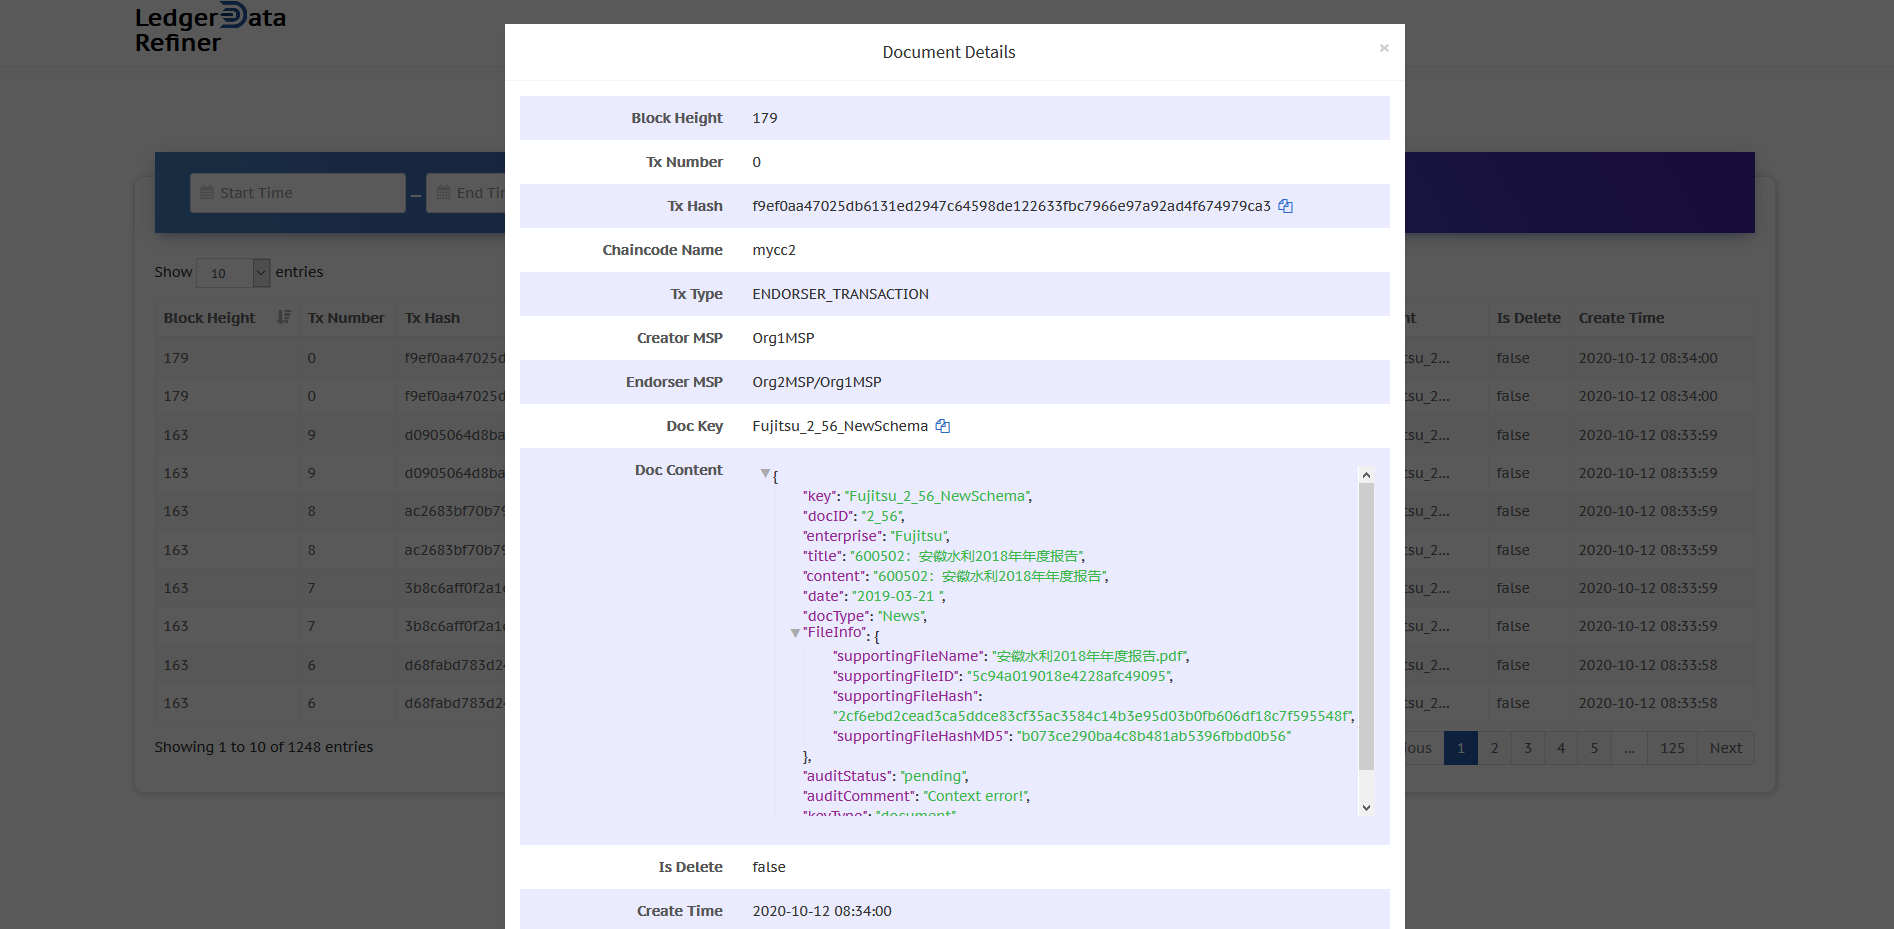 Ledger Data
Refiner
Document Details
×
Block Height 179
Tx Number 0
Tx Hash f9ef0aa47025db6131ed2947c64598de122633fbc7966e97a92ad4f674979ca3
Chaincode Name mycc2
Tx Type ENDORSER_TRANSACTION
Creator MSP Org1MSP
Endorser MSP Org2MSP/Org1MSP
Doc Key Fujitsu_2_56_NewSchema
Doc Content
{
"key": "Fujitsu_2_56_NewSchema",
"docID": "2_56",
"enterprise": "Fujitsu",
"title": "600502：安徽水利2018年年度报告",
"content": "600502：安徽水利2018年年度报告",
"date": "2019-03-21 ",
"docType": "News",
"FileInfo": {
"supportingFileName": "安徽水利2018年年度报告.pdf",
"supportingFileID": "5c94a019018e4228afc49095",
"supportingFileHash":
"2cf6ebd2cead3ca5ddce83cf35ac3584c14b3e95d03b0fb606df18c7f595548f",
"supportingFileHashMD5": "b073ce290ba4c8b481ab5396fbbd0b56"
},
"auditStatus": "pending",
"auditComment": "Context error!",
"keyType": "document"
Is Delete false
Create Time 2020-10-12 08:34:00
Start Time – End Ti
Show 10 entries
Block Height Tx Number Tx Hash nt Is Delete Create Time
179 0 f9ef0aa47025d tsu_2... false 2020-10-12 08:34:00
179 0 f9ef0aa47025d tsu_2... false 2020-10-12 08:34:00
163 9 d0905064d8ba tsu_2... false 2020-10-12 08:33:59
163 9 d0905064d8ba tsu_2... false 2020-10-12 08:33:59
163 8 ac2683bf70b79 tsu_2... false 2020-10-12 08:33:59
163 8 ac2683bf70b79 tsu_2... false 2020-10-12 08:33:59
163 7 3b8c6aff0f2a1 tsu_2... false 2020-10-12 08:33:59
163 7 3b8c6aff0f2a1 tsu_2... false 2020-10-12 08:33:59
163 6 d68fabd783d2 tsu_2... false 2020-10-12 08:33:58
163 6 d68fabd783d2 tsu_2... false 2020-10-12 08:33:58
Showing 1 to 10 of 1248 entries
ious 1 2 3 4 5 ... 125 Next